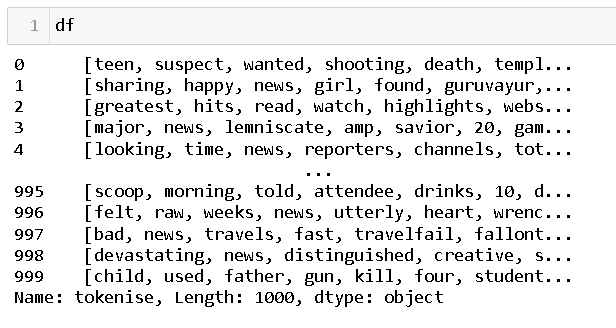 1 df
0 [teen, suspect, wanted, shooting, death, templ...
1 [sharing, happy, news, girl, found, guruvayur,...
2 [greatest, hits, read, watch, highlights, webs...
3 [major, news, lemniscate, amp, savior, 20, gam...
4 [looking, time, news, reporters, channels, tot...
...
995 [scoop, morning, told, attendee, drinks, 10, d...
996 [felt, raw, weeks, news, utterly, heart, wrenc...
997 [bad, news, travels, fast, travelfail, fallont...
998 [devastating, news, distinguished, creative, s...
999 [child, used, father, gun, kill, four, student...
Name: tokenise, Length: 1000, dtype: object